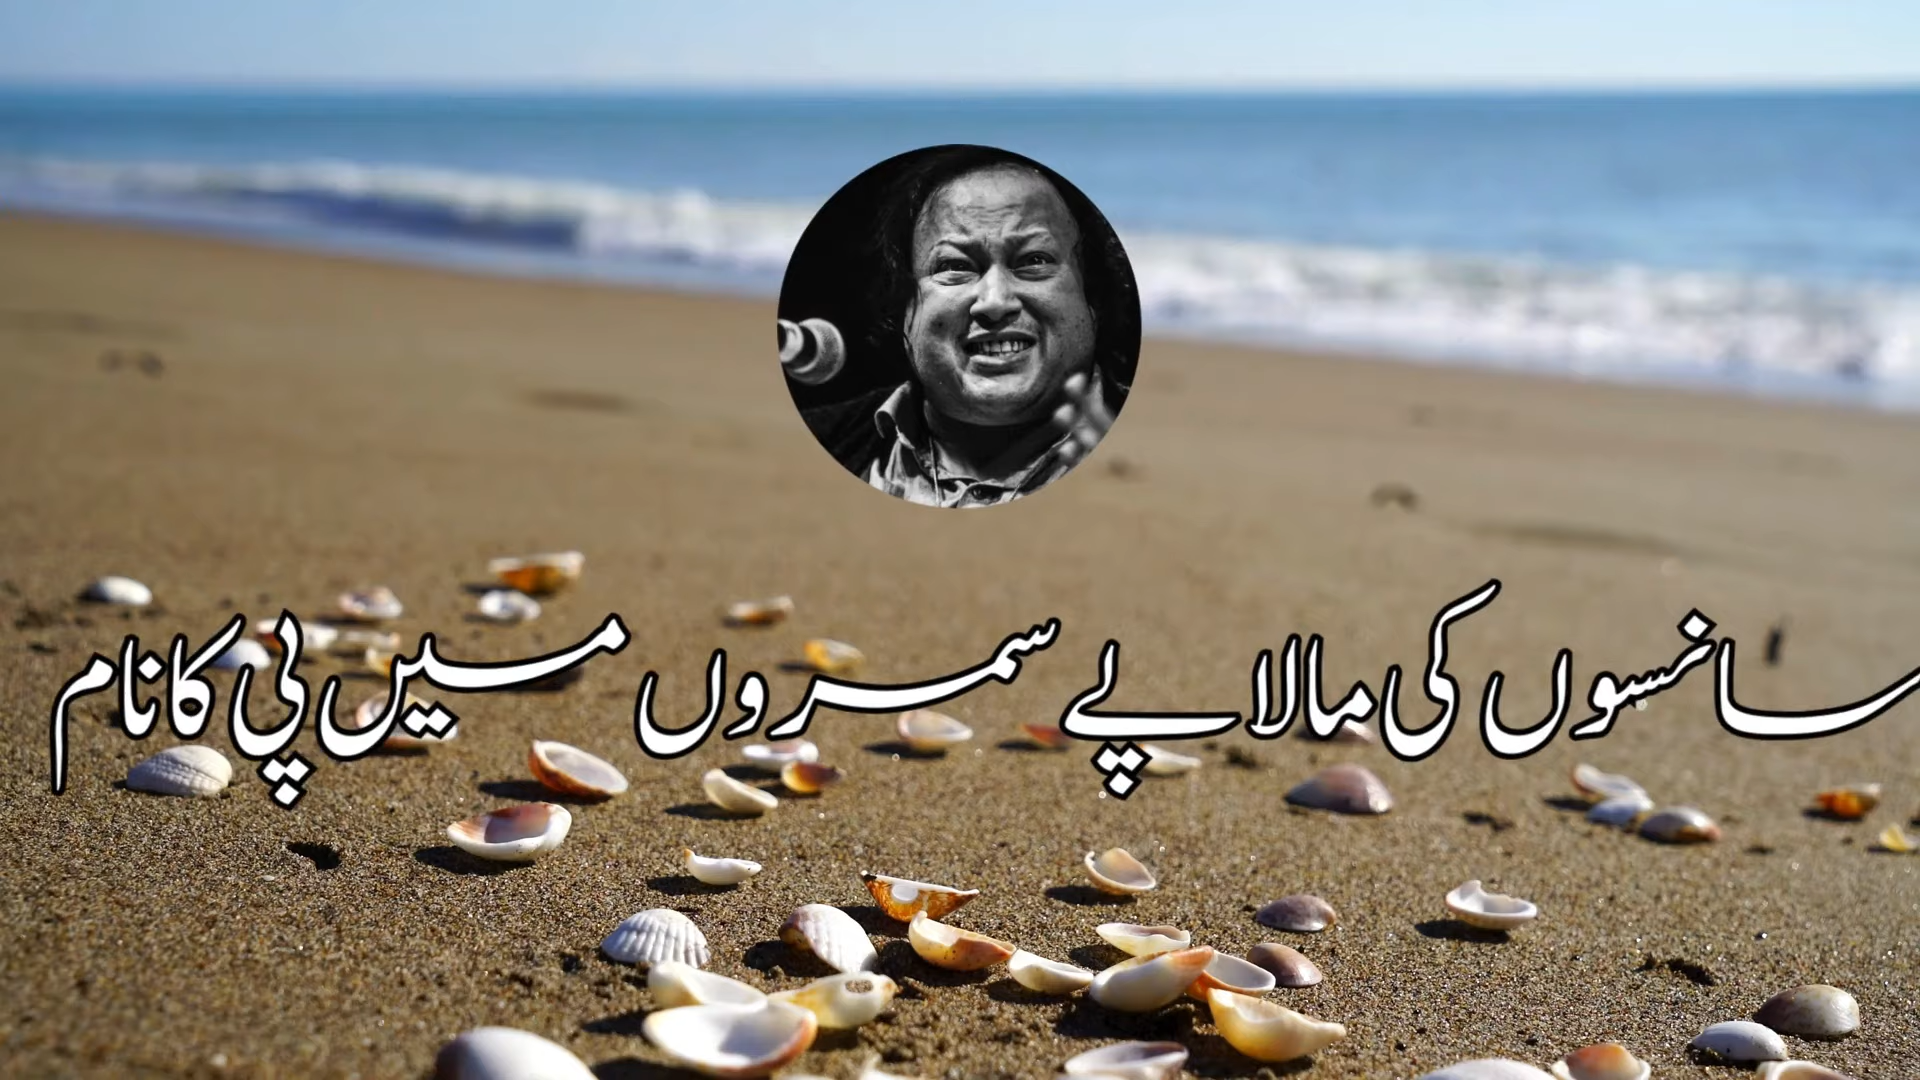 سانسوں کی مالا پے سمروں میں پی کا نام